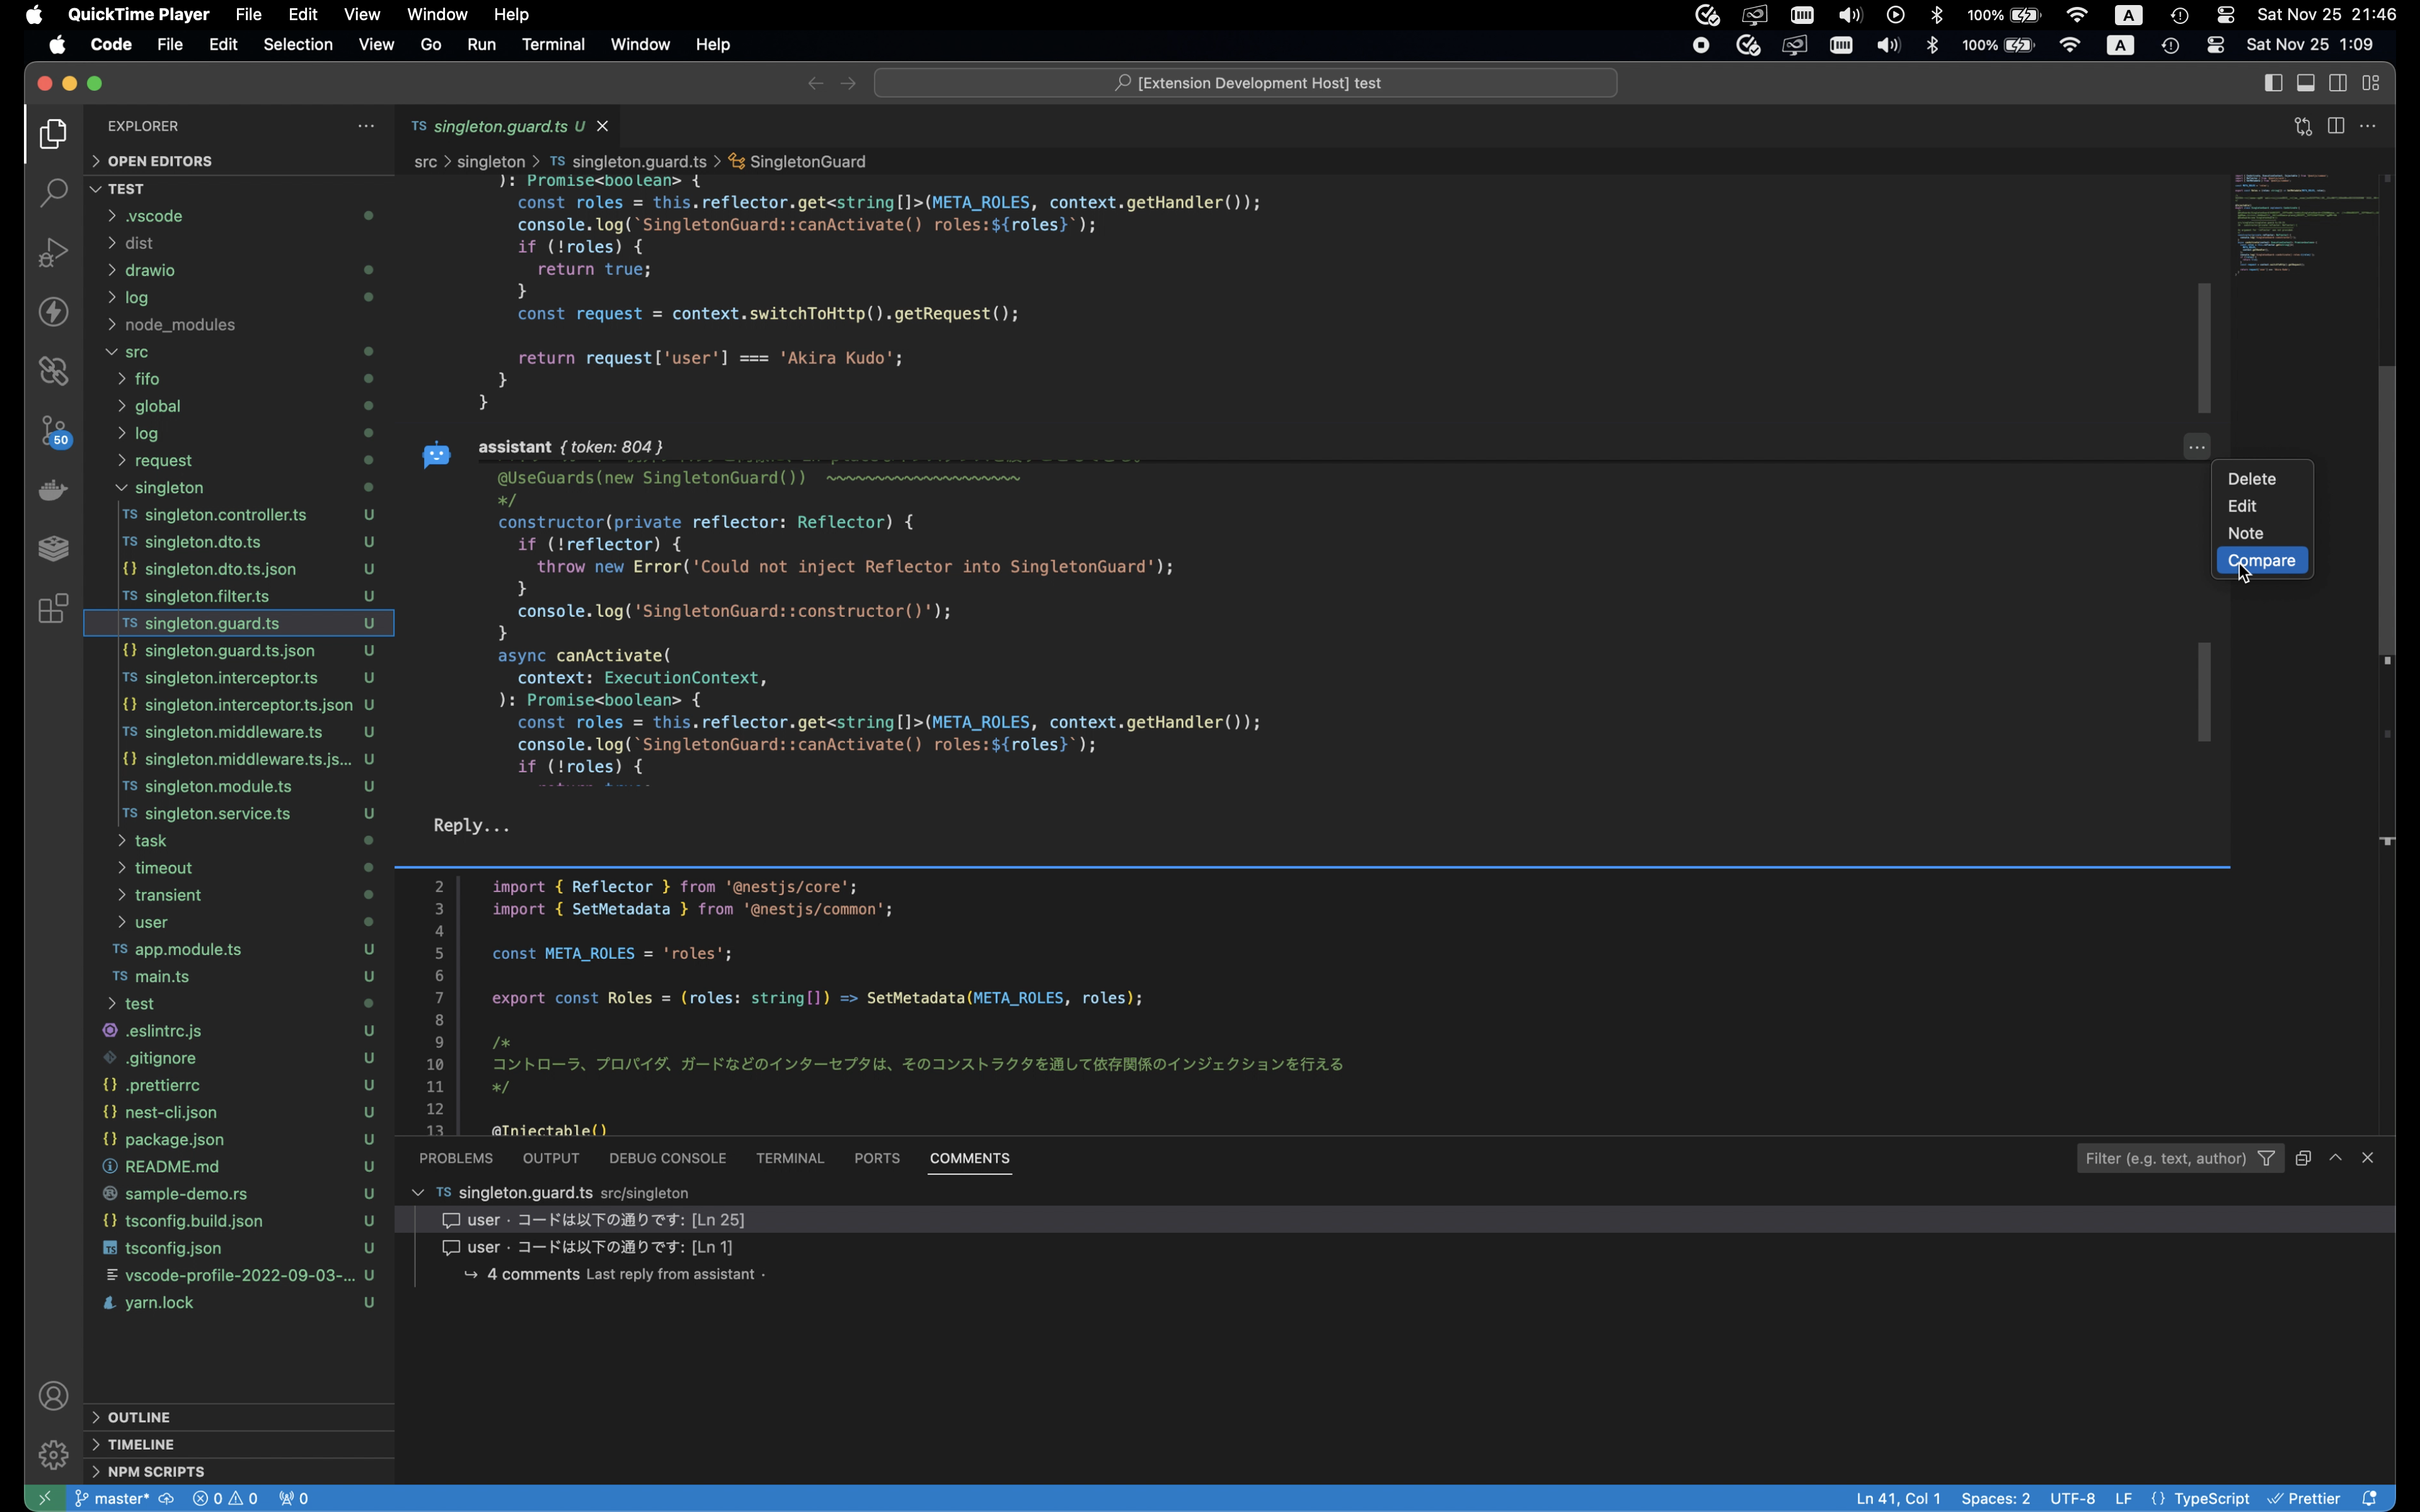 QuickTime Player File Edit View Window Help 100% A Sat Nov 25 21:46
Code File Edit Selection View Go Run Terminal Window Help 100% A Sat Nov 25 1:09
[Extension Development Host] test
EXPLORER
OPEN EDITORS
TEST
.vscode
dist
drawio
log
node_modules
src
fifo
global
log
request
singleton
TS singleton.controller.ts U
TS singleton.dto.ts U
{} singleton.dto.ts.json U
TS singleton.filter.ts U
TS singleton.guard.ts U
{} singleton.guard.ts.json U
TS singleton.interceptor.ts U
{} singleton.interceptor.ts.json U
TS singleton.middleware.ts U
{} singleton.middleware.ts.js... U
TS singleton.module.ts U
TS singleton.service.ts U
task
timeout
transient
user
TS app.module.ts U
TS main.ts U
test
.eslintrc.js U
.gitignore U
{} .prettierrc U
{} nest-cli.json U
{} package.json U
README.md U
sample-demo.rs U
{} tsconfig.build.json U
TS tsconfig.json U
vscode-profile-2022-09-03-... U
yarn.lock U
OUTLINE
TIMELINE
NPM SCRIPTS
50
TS singleton.guard.ts U
src > singleton > TS singleton.guard.ts > SingletonGuard
): Promise<boolean> {
const roles = this.reflector.get<string[]>(META_ROLES, context.getHandler());
console.log(`SingletonGuard::canActivate() roles:${roles}`);
if (!roles) {
return true;
}
const request = context.switchToHttp().getRequest();
return request['user'] === 'Akira Kudo';
}
}
assistant { token: 804 }
@UseGuards(new SingletonGuard()) ~~~~~~~~~~~~~~~~~~~~
*/
constructor(private reflector: Reflector) {
if (!reflector) {
throw new Error('Could not inject Reflector into SingletonGuard');
}
console.log('SingletonGuard::constructor()');
}
async canActivate(
context: ExecutionContext,
): Promise<boolean> {
const roles = this.reflector.get<string[]>(META_ROLES, context.getHandler());
console.log(`SingletonGuard::canActivate() roles:${roles}`);
if (!roles) {
Delete
Edit
Note
Compare
Reply...
2 import { Reflector } from '@nestjs/core';
3 import { SetMetadata } from '@nestjs/common';
4
5 const META_ROLES = 'roles';
6
7 export const Roles = (roles: string[]) => SetMetadata(META_ROLES, roles);
8
9 /*
10 コントローラ、プロパイダ、ガードなどのインターセプタは、そのコンストラクタを通して依存関係のインジェクションを行える
11 */
12
13 @Injectable()
PROBLEMS OUTPUT DEBUG CONSOLE TERMINAL PORTS COMMENTS
Filter (e.g. text, author)
TS singleton.guard.ts src/singleton
user · コードは以下の通りです: [Ln 25]
user · コードは以下の通りです: [Ln 1]
4 comments Last reply from assistant ·
master* 0 0 0 Ln 41, Col 1 Spaces: 2 UTF-8 LF {} TypeScript Prettier